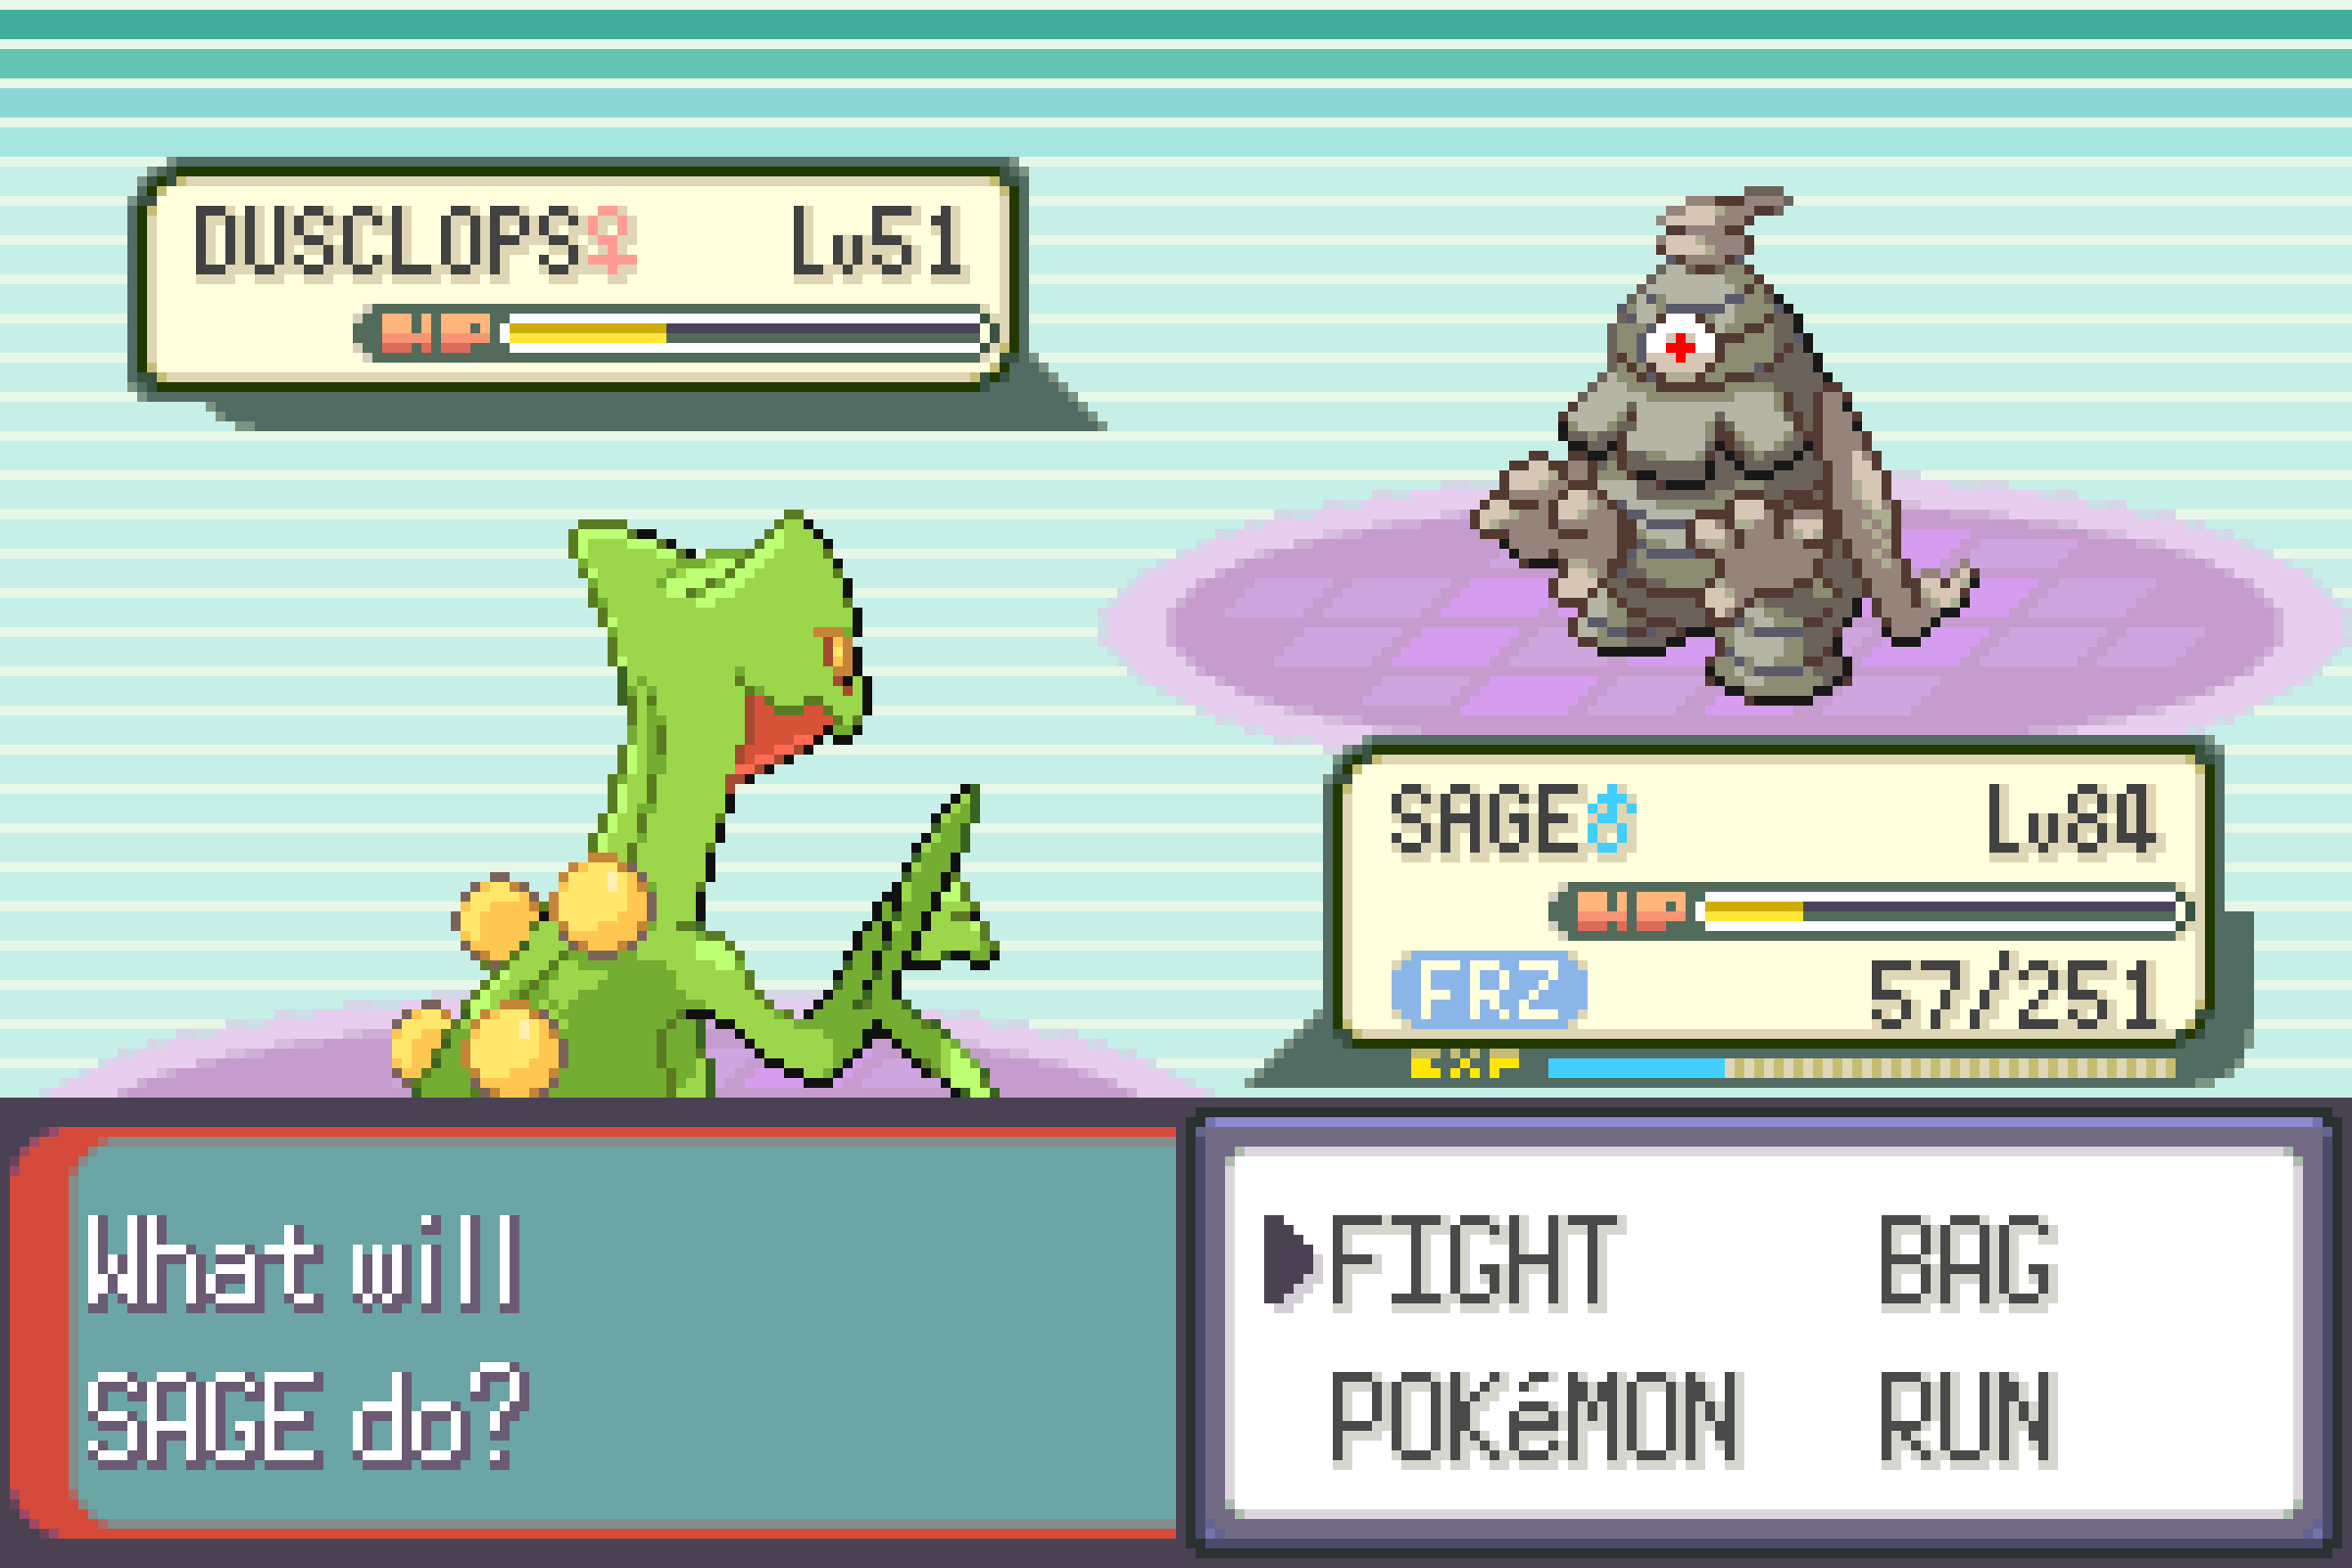 DUSCLOPS♀ Lv51
HP
SAGE♂ Lv84
HP
FRZ 57/251
EXP
What will
SAGE do?
FIGHT BAG
POKéMON RUN